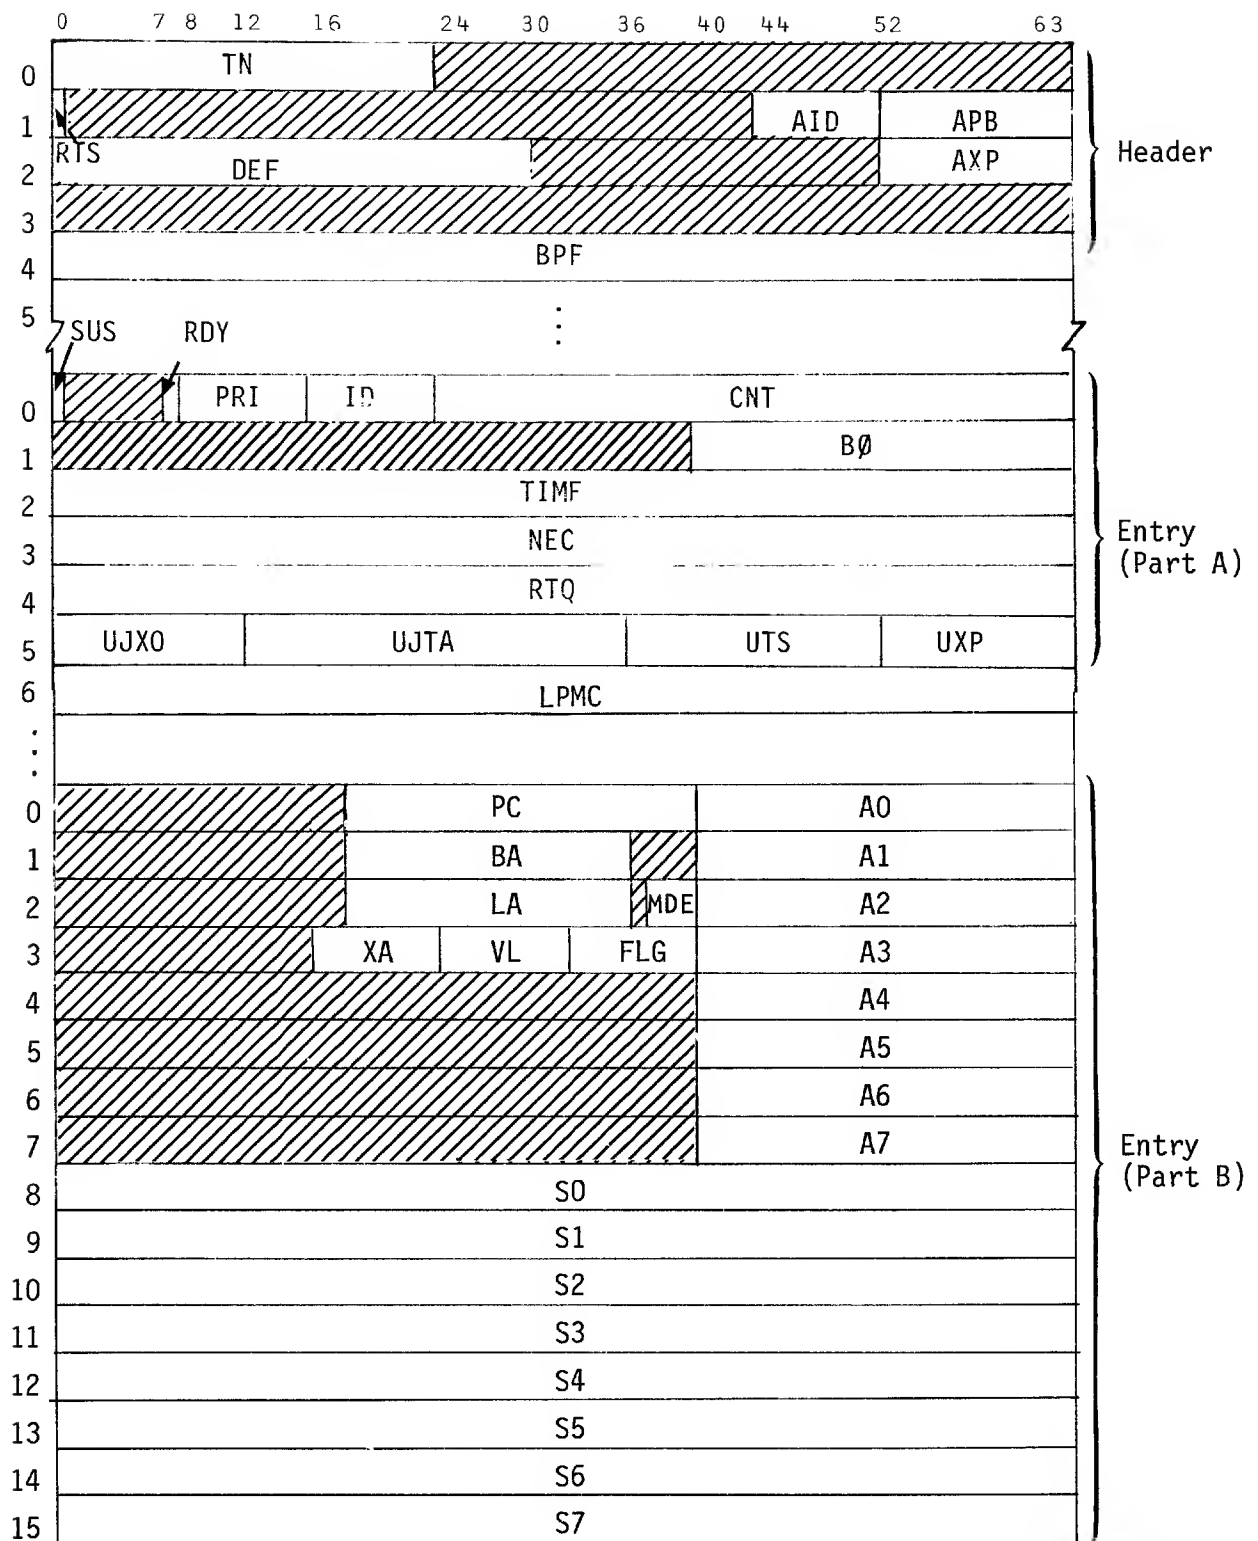 0 7 8 12 16 24 30 36 40 44 52 63
0 TN
1 AID APB
RTS
Header
2 DEF AXP
3
4 BPF
5
SUS RDY
0 PRI ID CNT
1 BØ
2 TIMF
3 NEC
Entry
(Part A)
4 RTQ
5 UJXO UJTA UTS UXP
6 LPMC
0 PC A0
1 BA A1
2 LA MDE A2
3 XA VL FLG A3
4 A4
5 A5
6 A6
7 A7
Entry
(Part B)
8 S0
9 S1
10 S2
11 S3
12 S4
13 S5
14 S6
15 S7